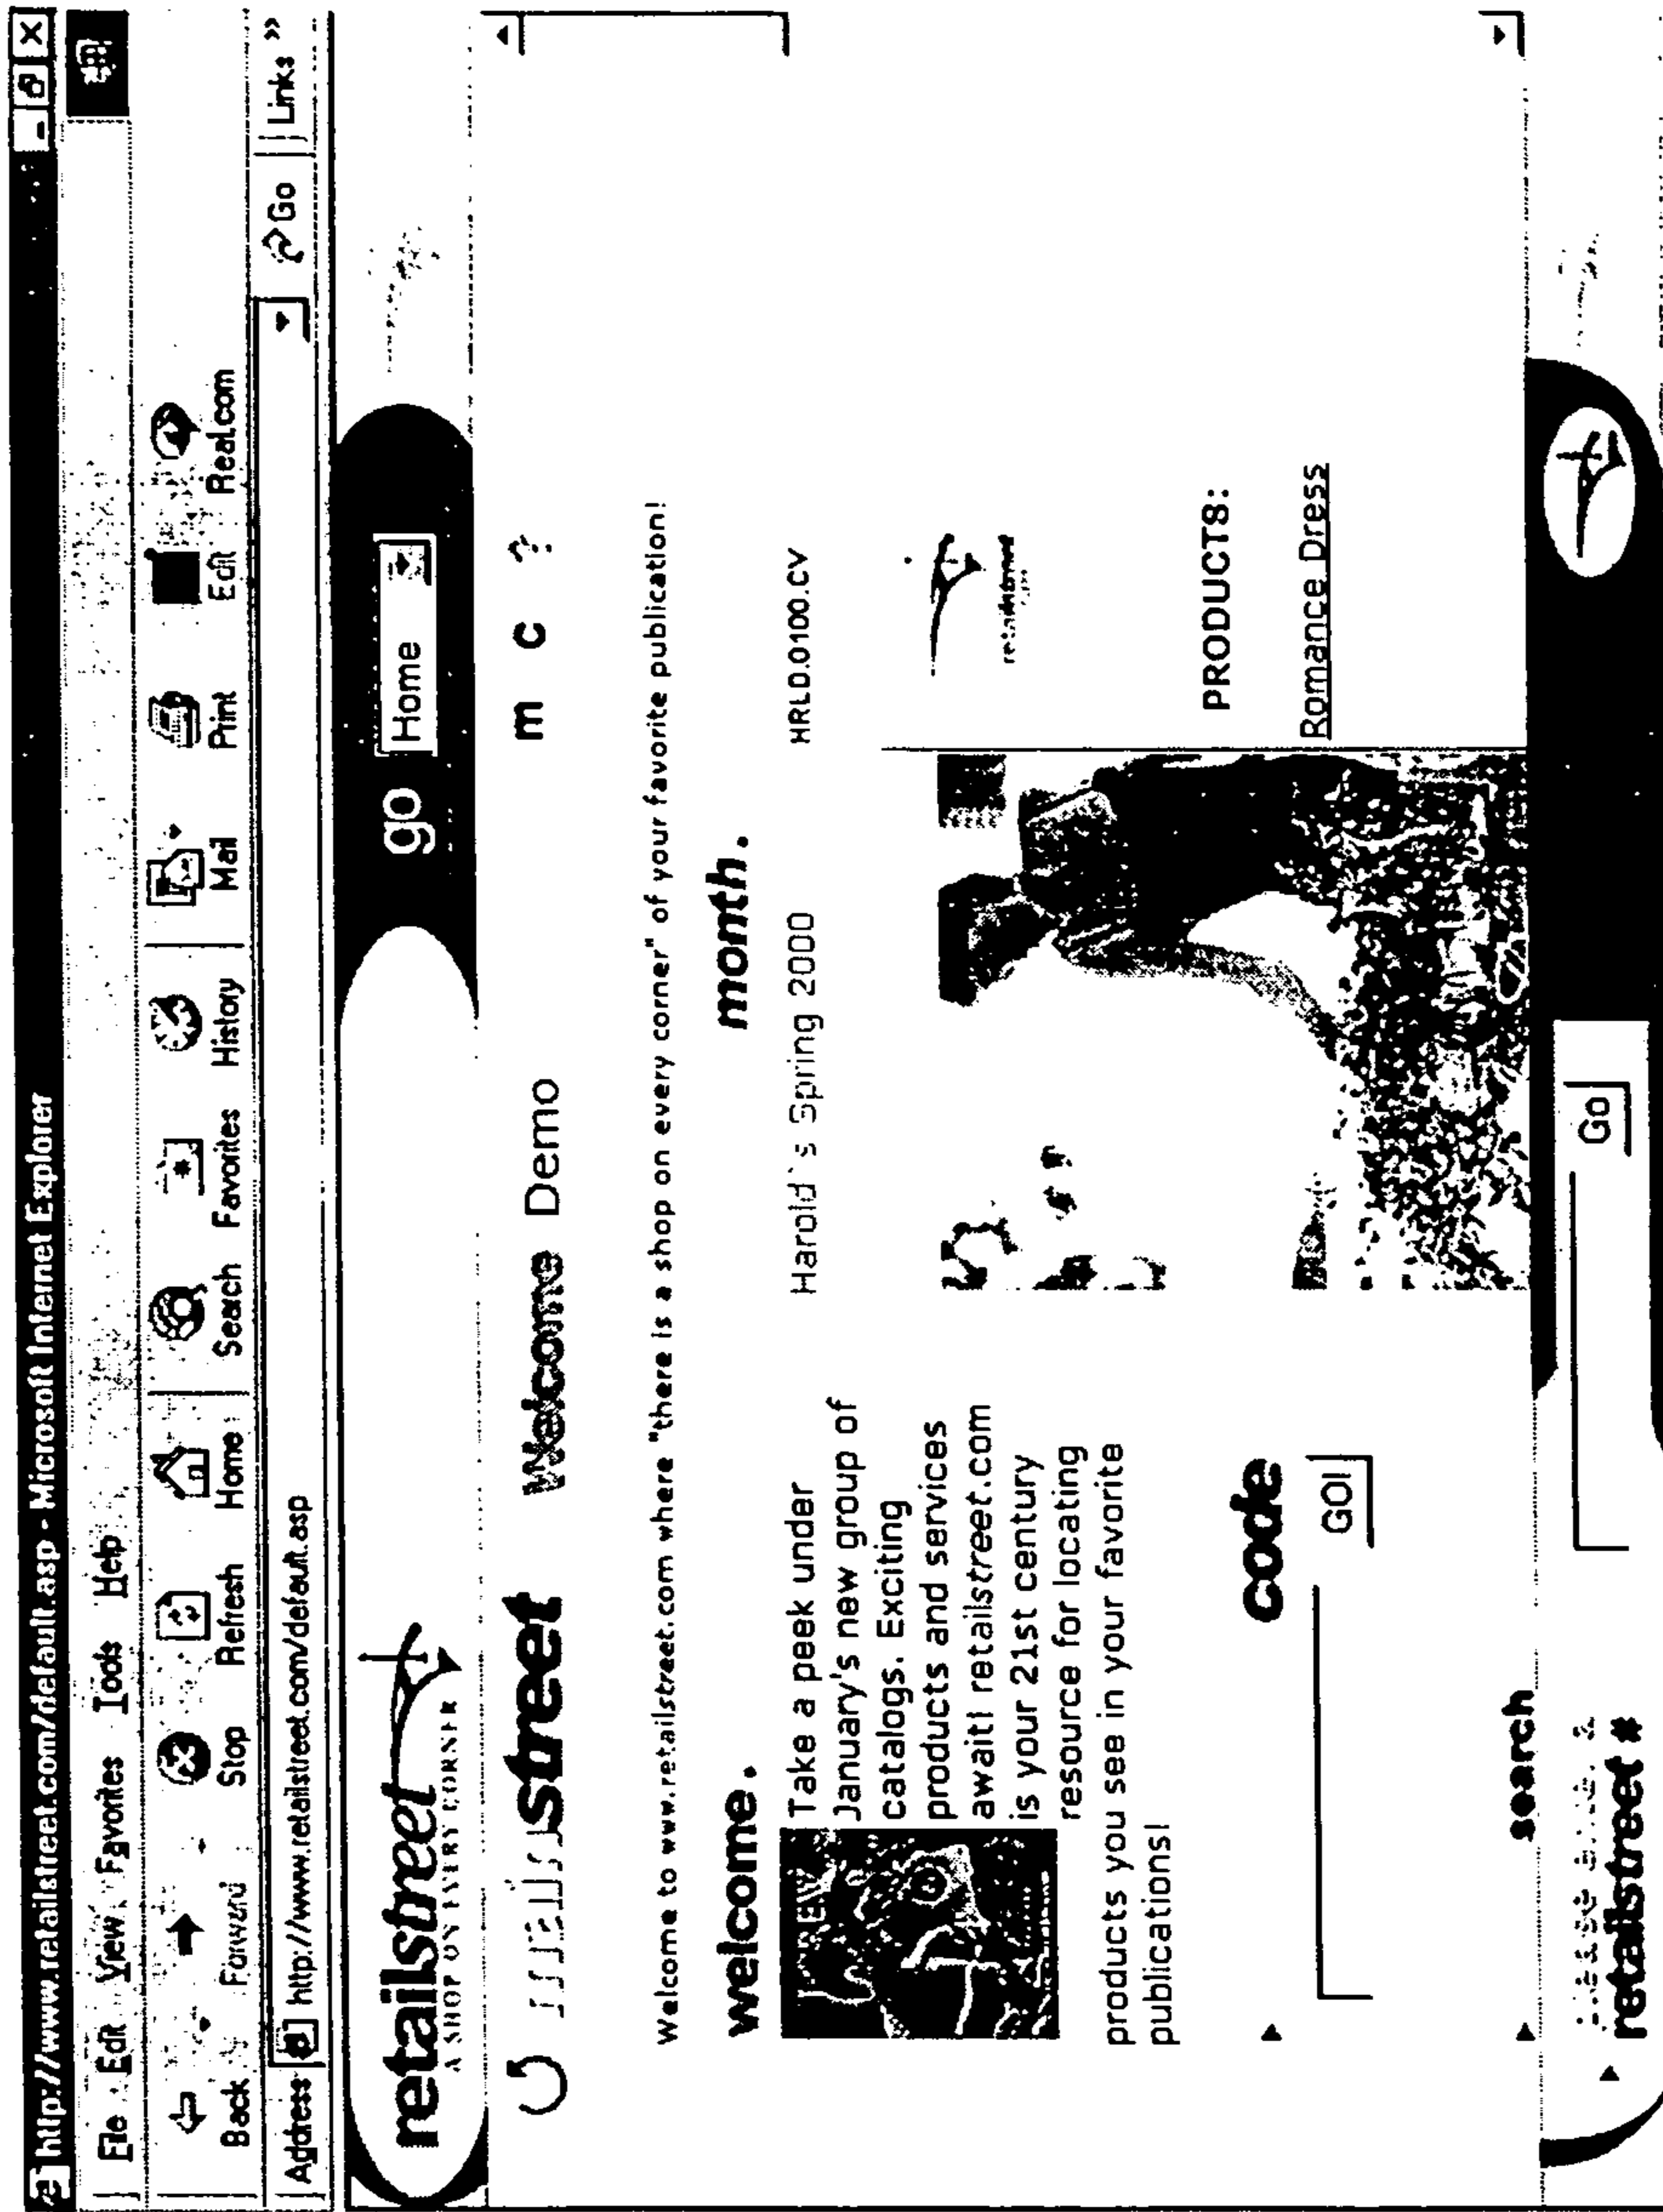 http://www.retailstreet.com/default.asp - Microsoft Internet Explorer
File Edit View Favorites Tools Help
Back Forward Stop Refresh Home Search Favorites History Mail Print Edit Real.com
Address http://www.retailstreet.com/default.asp Go Links »
retailstreet
A SHOP ON EVERY CORNER
go Home
street Welcome Demo m c ?
Welcome to www.retailstreet.com where "there is a shop on every corner" of your favorite publication!
welcome.
Take a peek under
January's new group of
catalogs. Exciting
products and services
await! retailstreet.com
is your 21st century
resource for locating
products you see in your favorite
publications!
code
GO!
search
month.
Harold`s Spring 2000 HRLD.0100.CV
PRODUCTS:
Romance Dress
retailstreet #
Go